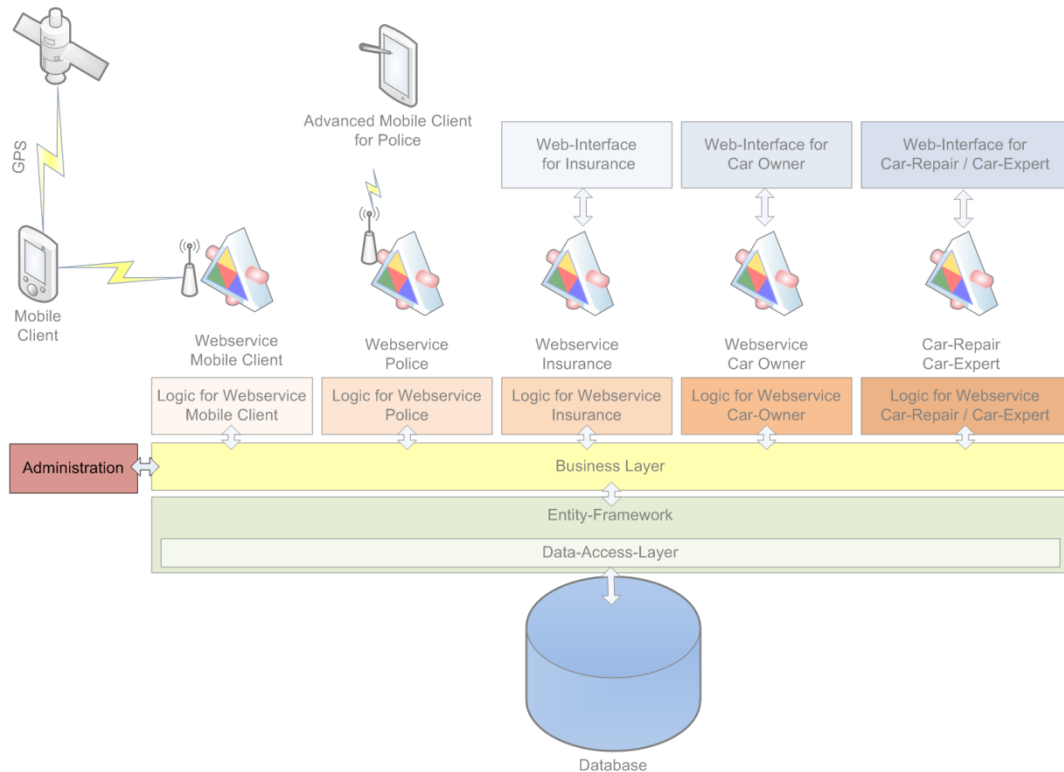 GPS
Advanced Mobile Client
for Police
Web-Interface
for Insurance
Web-Interface for
Car Owner
Web-Interface for
Car-Repair / Car-Expert
Mobile
Client
Webservice
Mobile Client
Webservice
Police
Webservice
Insurance
Webservice
Car Owner
Car-Repair
Car-Expert
Logic for Webservice
Mobile Client
Logic for Webservice
Police
Logic for Webservice
Insurance
Logic for Webservice
Car-Owner
Logic for Webservice
Car-Repair / Car-Expert
Administration
Business Layer
Entity-Framework
Data-Access-Layer
Database